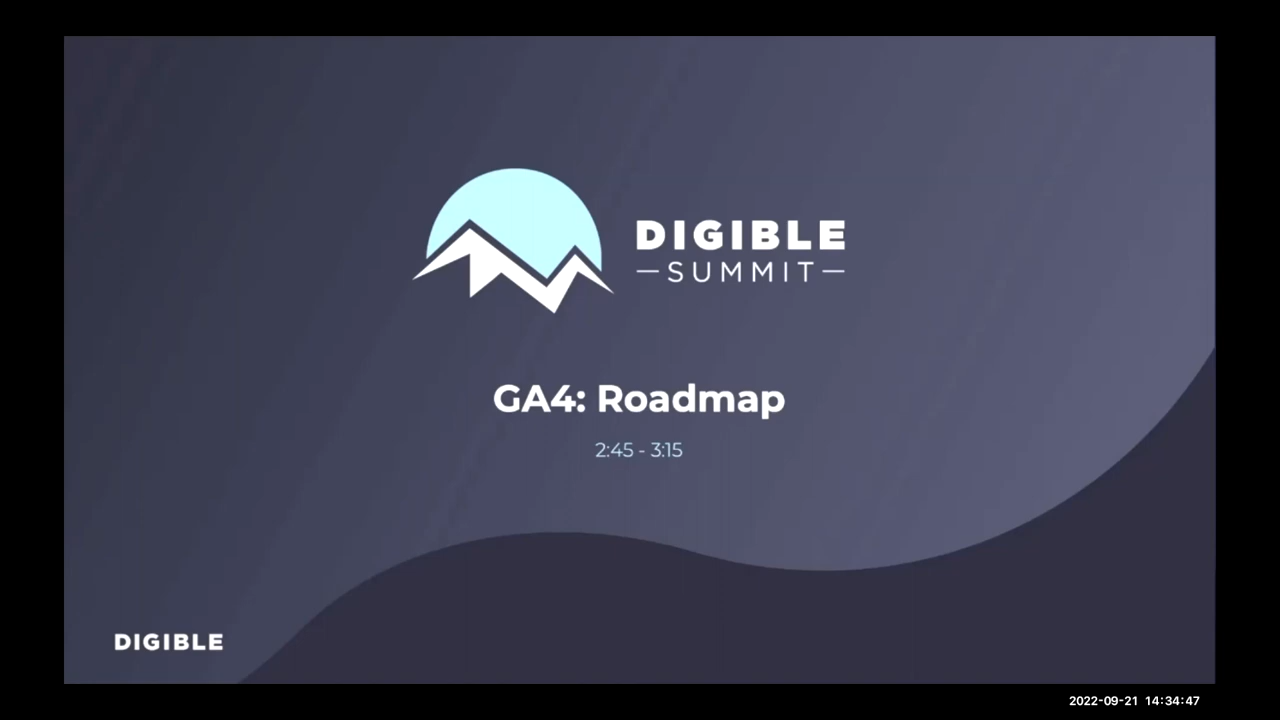 DIGIBLE
—SUMMIT—
GA4: Roadmap
2:45 - 3:15
DIGIBLE
2022-09-21 14:34:47